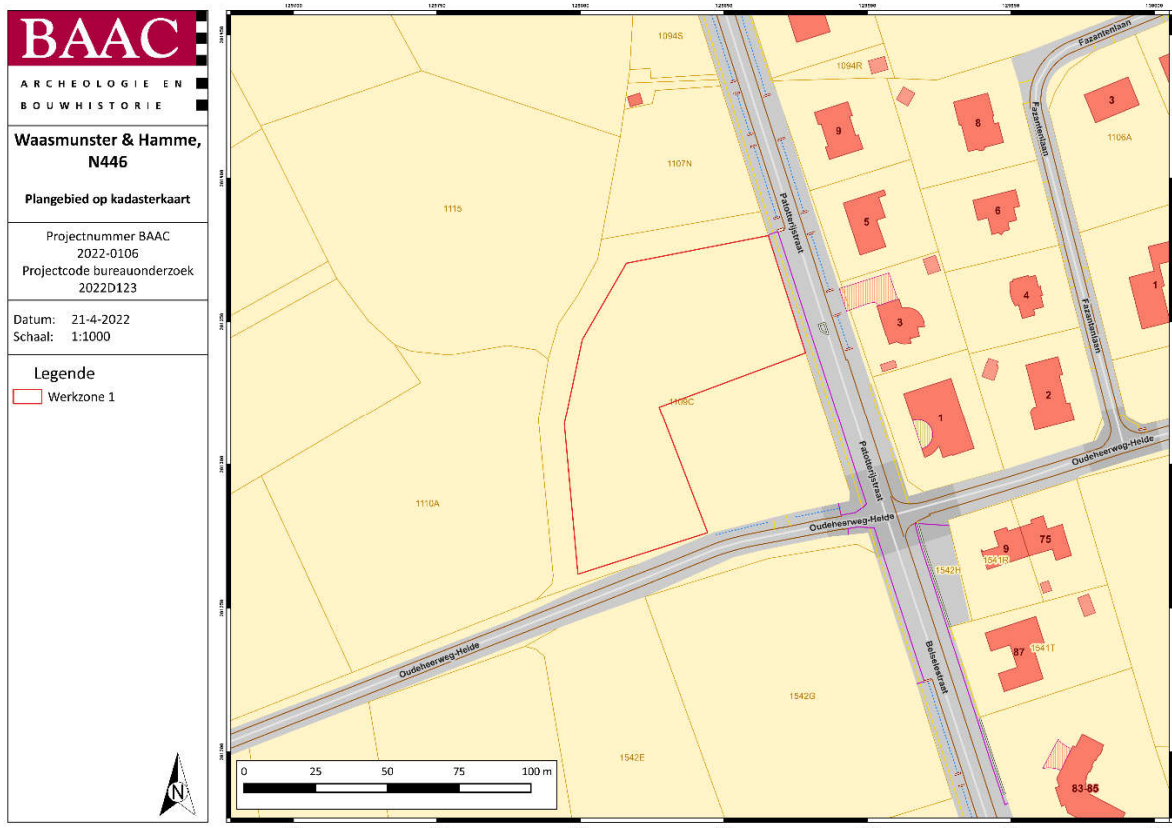 BAAC
ARCHEOLOGIE EN
BOUWHISTORIE
Waasmunster & Hamme,
N446
Plangebied op kadasterkaart
Projectnummer BAAC
2022-0106
Projectcode bureauonderzoek
2022D123
Datum: 21-4-2022
Schaal: 1:1000
Legende
Werkzone 1
N
1094S
1094R
Fazantenlaan
3
9
8
Fazantenlaan
1106A
1107N
1115
Patotterijstraat
5
6
4
1
3
Fazantenlaan
2
1109C
1
Patotterijstraat
Oudeheerweg-Heide
1110A
Oudeheerweg-Heide
9
75
1541R
1542H
87
1541T
Oudeheerweg-Heide
Belselestraat
1542G
1542E
83-85
0 25 50 75 100 m